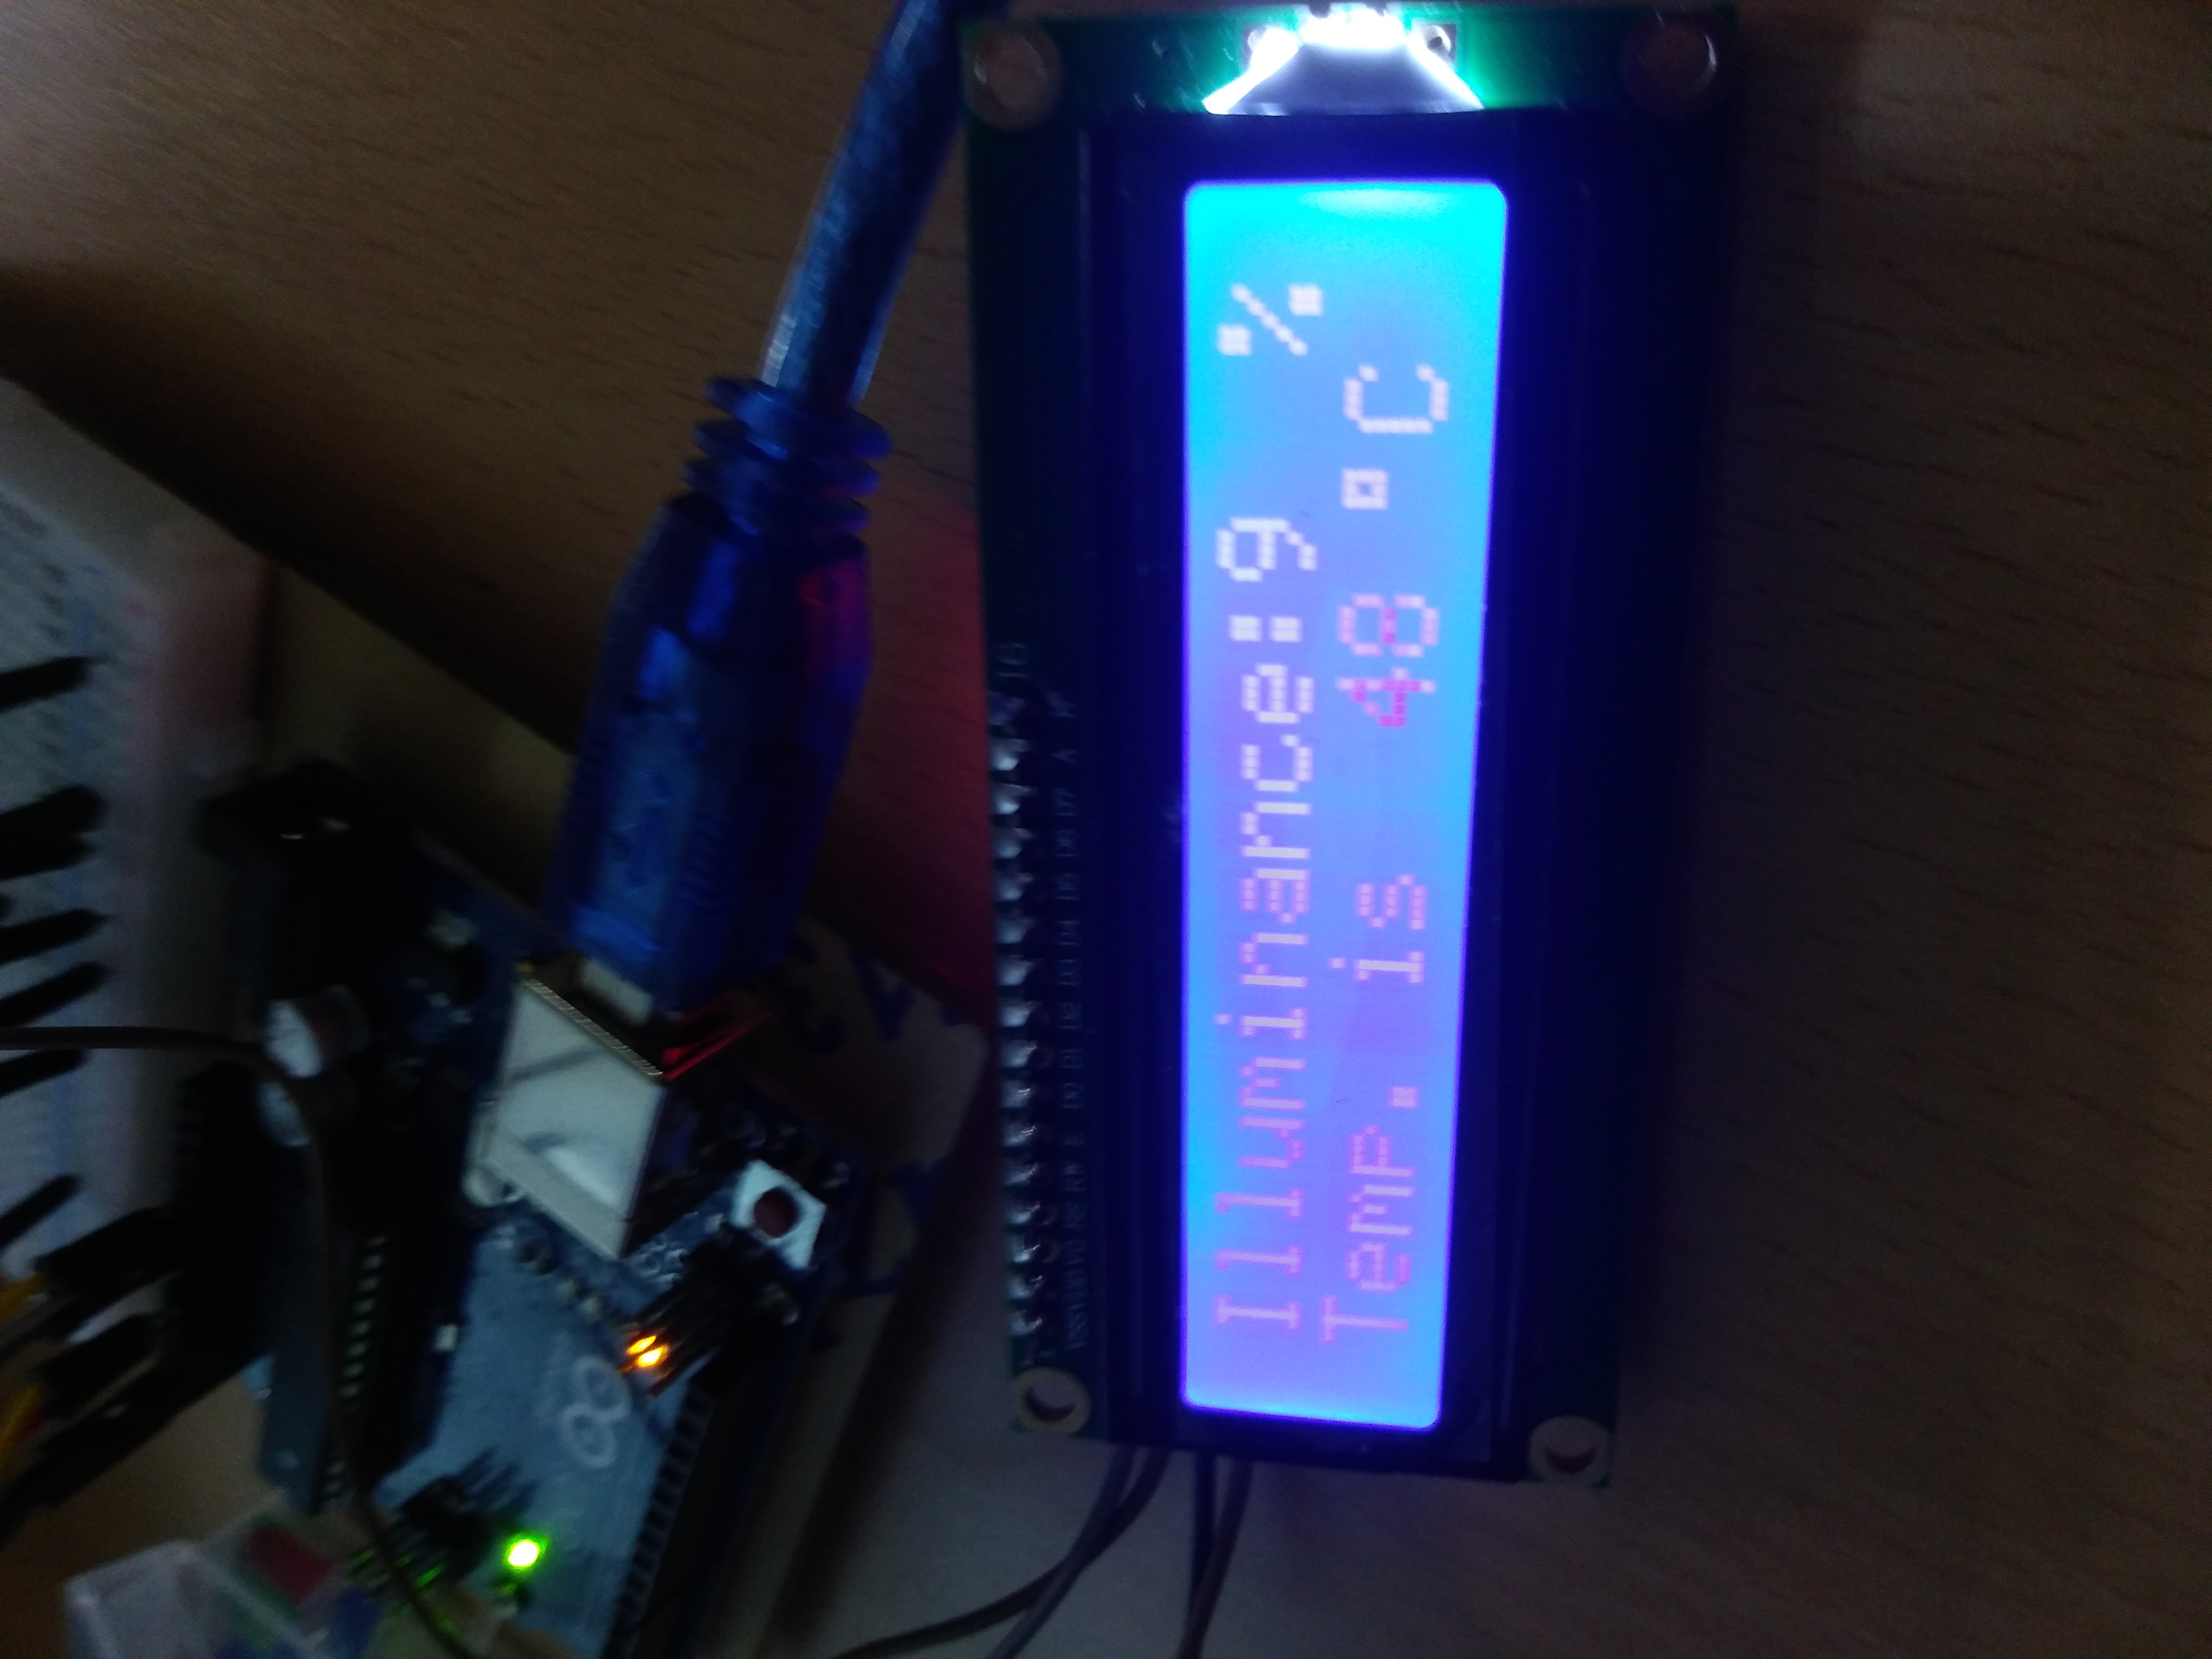 16
VSS VDD V0 RS RW E D0 D1 D2 D3 D4 D5 D6 D7 A K
Illuminance:9 %
Temp. is 48 °C